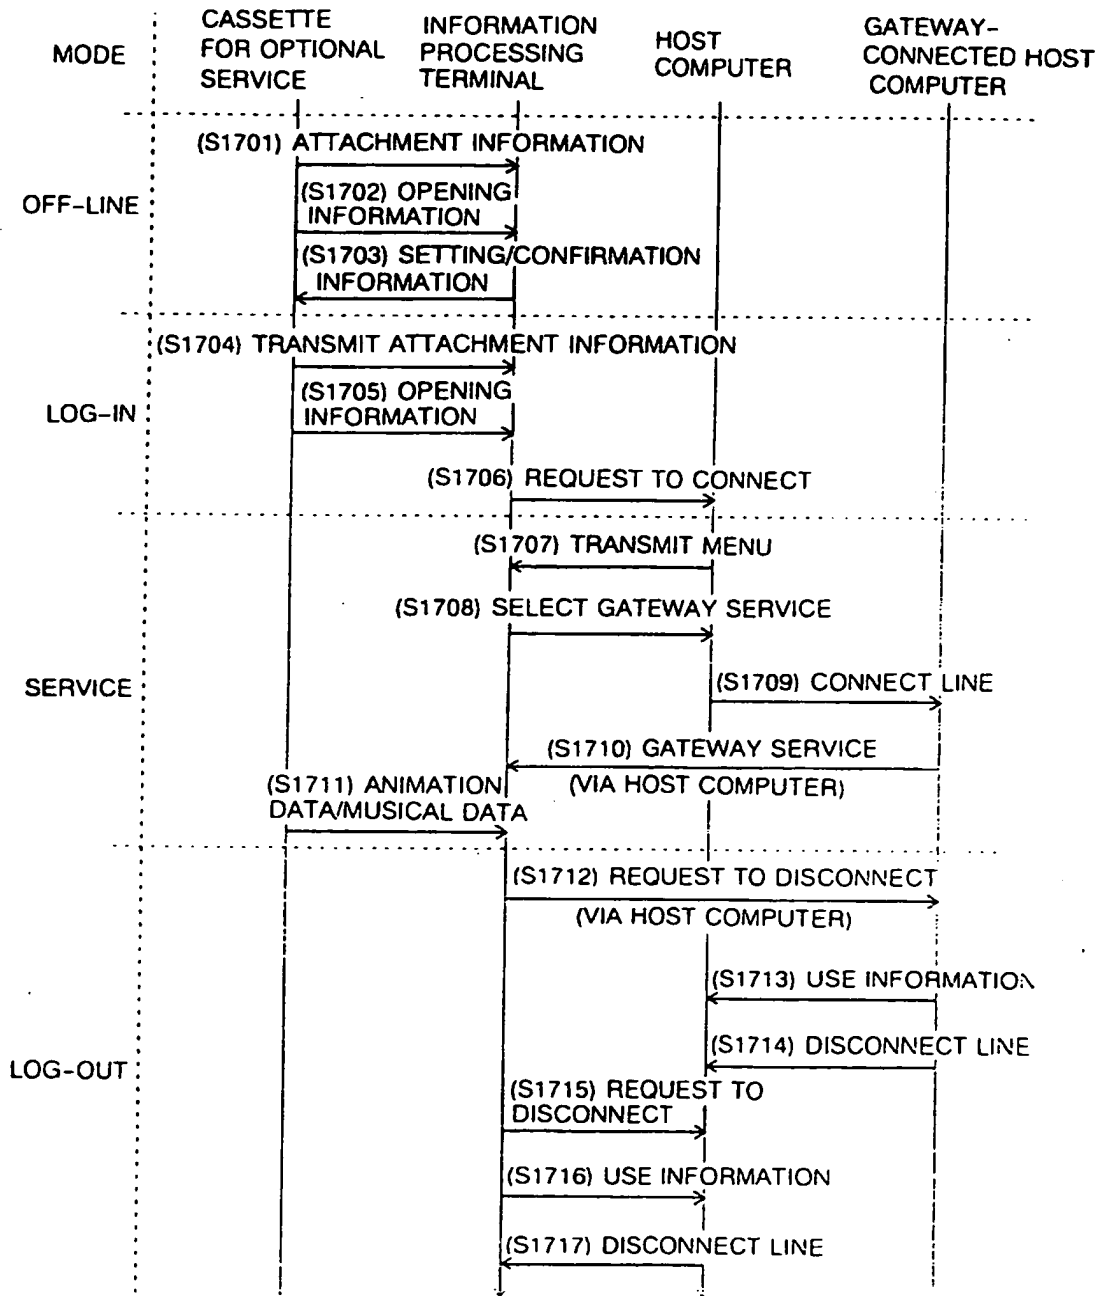 MODE
CASSETTE
FOR OPTIONAL
SERVICE
INFORMATION
PROCESSING
TERMINAL
HOST
COMPUTER
GATEWAY-
CONNECTED HOST
COMPUTER
OFF-LINE
(S1701) ATTACHMENT INFORMATION
(S1702) OPENING
INFORMATION
(S1703) SETTING/CONFIRMATION
INFORMATION
LOG-IN
(S1704) TRANSMIT ATTACHMENT INFORMATION
(S1705) OPENING
INFORMATION
(S1706) REQUEST TO CONNECT
SERVICE
(S1707) TRANSMIT MENU
(S1708) SELECT GATEWAY SERVICE
(S1709) CONNECT LINE
(S1710) GATEWAY SERVICE
(VIA HOST COMPUTER)
(S1711) ANIMATION
DATA/MUSICAL DATA
LOG-OUT
(S1712) REQUEST TO DISCONNECT
(VIA HOST COMPUTER)
(S1713) USE INFORMATION
(S1714) DISCONNECT LINE
(S1715) REQUEST TO
DISCONNECT
(S1716) USE INFORMATION
(S1717) DISCONNECT LINE